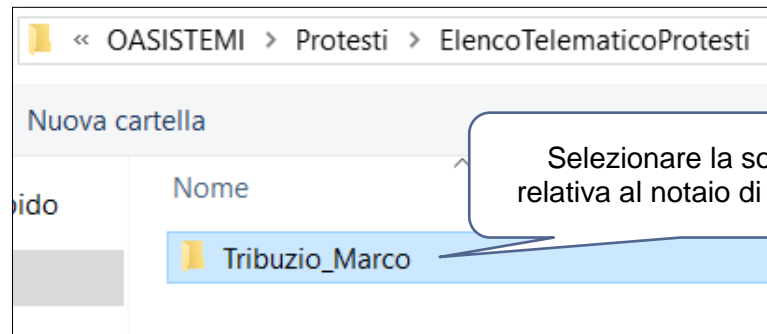 « OASISTEMI > Protesti > ElencoTelematicoProtesti
Nuova cartella
Selezionare la
relativa al notaio di
Nome
Tribuzio_Marco